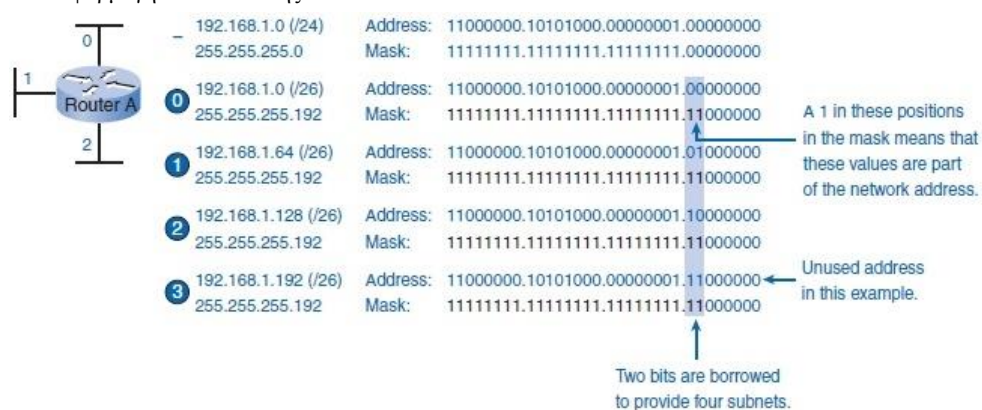 – 192.168.1.0 (/24) Address: 11000000.10101000.00000001.00000000
255.255.255.0 Mask: 11111111.11111111.11111111.00000000
0
1
Router A
2
0 192.168.1.0 (/26) Address: 11000000.10101000.00000001.00000000
255.255.255.192 Mask: 11111111.11111111.11111111.11000000
1 192.168.1.64 (/26) Address: 11000000.10101000.00000001.01000000
255.255.255.192 Mask: 11111111.11111111.11111111.11000000
2 192.168.1.128 (/26) Address: 11000000.10101000.00000001.10000000
255.255.255.192 Mask: 11111111.11111111.11111111.11000000
3 192.168.1.192 (/26) Address: 11000000.10101000.00000001.11000000
255.255.255.192 Mask: 11111111.11111111.11111111.11000000
A 1 in these positions
in the mask means that
these values are part
of the network address.
Unused address
in this example.
Two bits are borrowed
to provide four subnets.